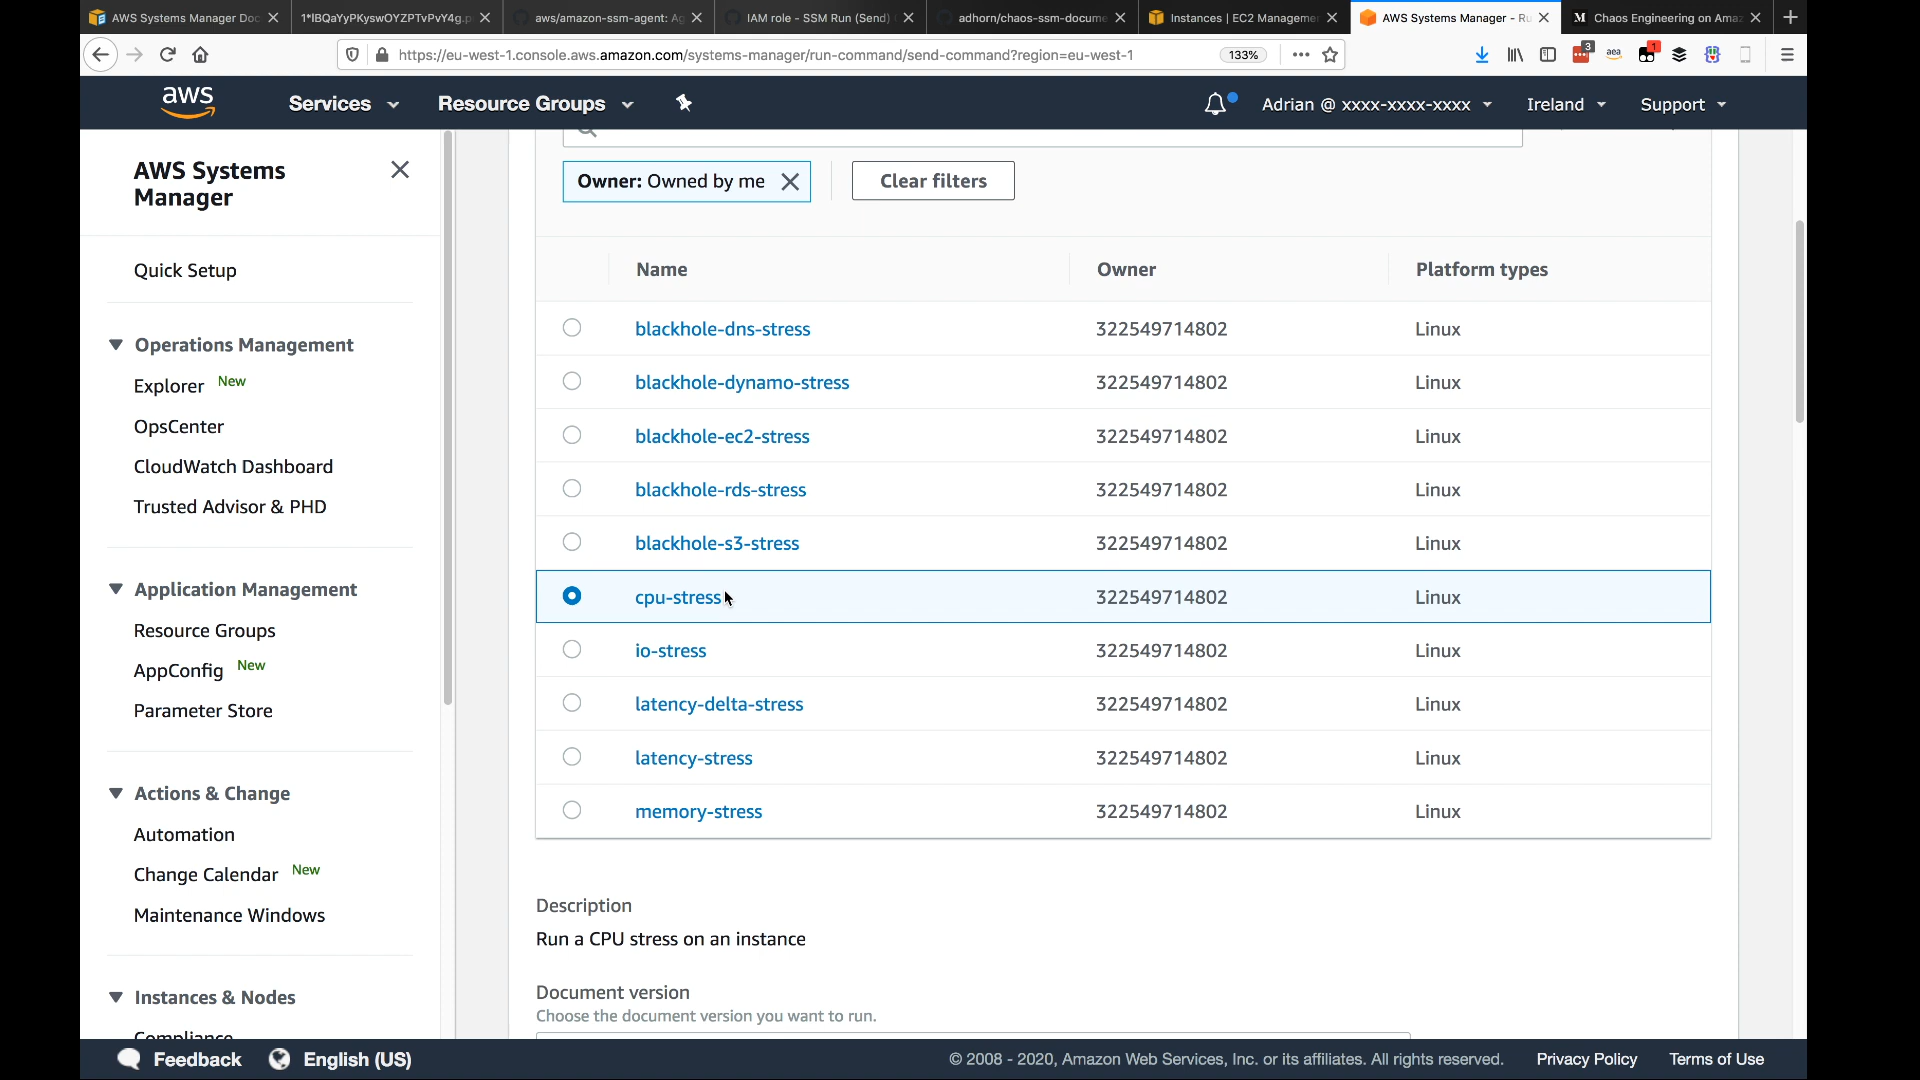 AWS Systems Manager Doc
1*IBQaYyPKyswOYZPTvPvY4g.p
aws/amazon-ssm-agent: Ag
IAM role - SSM Run (Send)
adhorn/chaos-ssm-docume
Instances | EC2 Manageme
AWS Systems Manager - Ru
M Chaos Engineering on Amaz
https://eu-west-1.console.aws.amazon.com/systems-manager/run-command/send-command?region=eu-west-1
133%
3
aea
1
aws
Services
Resource Groups
Adrian @ xxxx-xxxx-xxxx
Ireland
Support
AWS Systems
Manager
Quick Setup
Operations Management
Explorer New
OpsCenter
CloudWatch Dashboard
Trusted Advisor & PHD
Application Management
Resource Groups
AppConfig New
Parameter Store
Actions & Change
Automation
Change Calendar New
Maintenance Windows
Instances & Nodes
Compliance
Owner: Owned by me
Clear filters
Name Owner Platform types
blackhole-dns-stress 322549714802 Linux
blackhole-dynamo-stress 322549714802 Linux
blackhole-ec2-stress 322549714802 Linux
blackhole-rds-stress 322549714802 Linux
blackhole-s3-stress 322549714802 Linux
cpu-stress 322549714802 Linux
io-stress 322549714802 Linux
latency-delta-stress 322549714802 Linux
latency-stress 322549714802 Linux
memory-stress 322549714802 Linux
Description
Run a CPU stress on an instance
Document version
Choose the document version you want to run.
Feedback
English (US)
© 2008 - 2020, Amazon Web Services, Inc. or its affiliates. All rights reserved.
Privacy Policy
Terms of Use